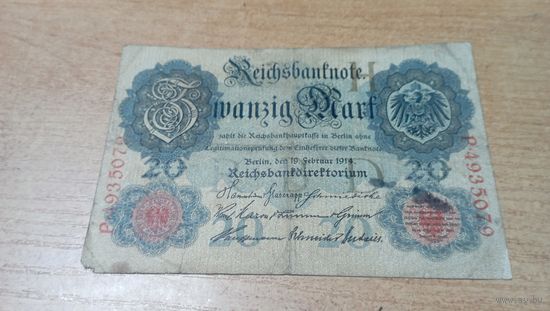 Reichsbanknote.
H
Zwanzig Mark
zahlt die Reichsbankhauptkasse in Berlin ohne
Legitimationsprüfung dem Einlieferer dieser Banknote
20
20
Berlin, den 19. Februar 1914.
Reichsbankdirektorium
P·4935079
P·4935079